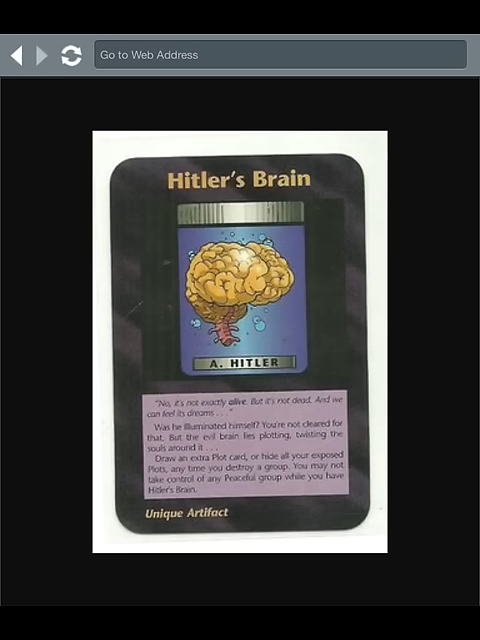 Go to Web Address
Hitler's Brain
A. HITLER
"No, it's not exactly alive. But it's not dead. And we
can feel its dreams . . ."
Was he Illuminated himself? You're not cleared for
that. But the evil brain lies plotting, twisting the
souls around it . . .
Draw an extra Plot card, or hide all your exposed
Plots, any time you destroy a group. You may not
take control of any Peaceful group while you have
Hitler's Brain.
Unique Artifact